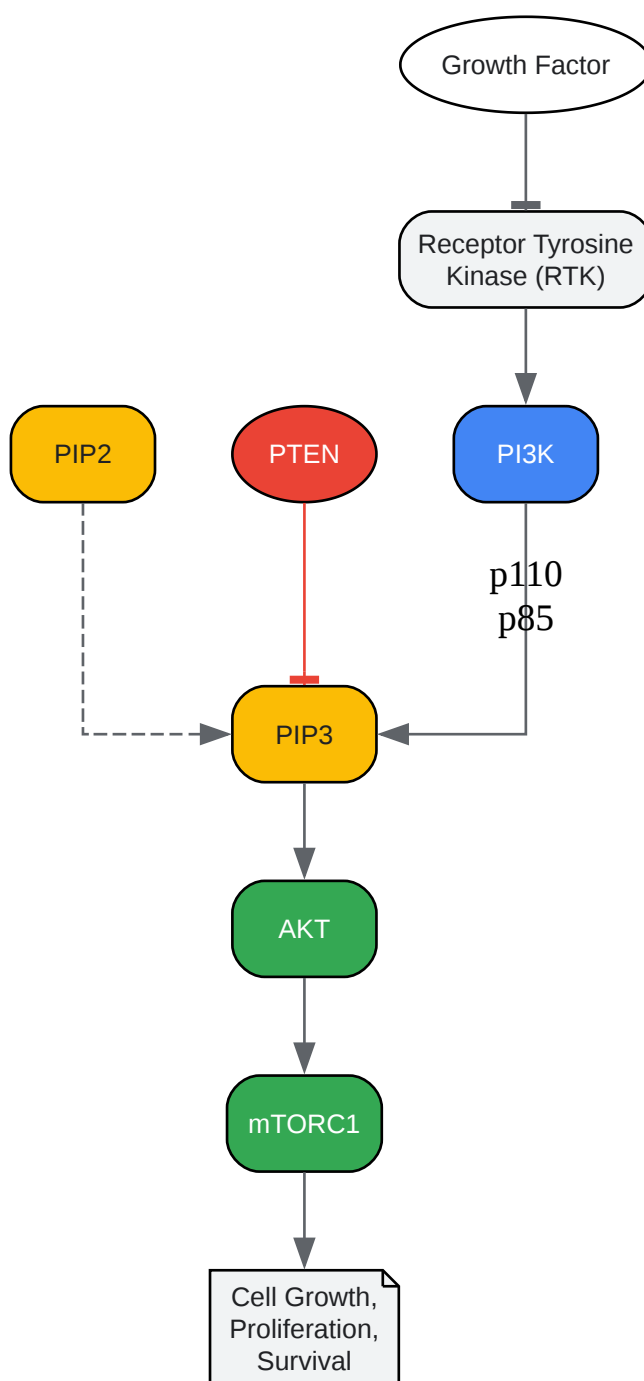 Growth Factor
Receptor Tyrosine
Kinase (RTK)
PIP2
PTEN
PI3K
p110
p85
PIP3
AKT
mTORC1
Cell Growth,
Proliferation,
Survival